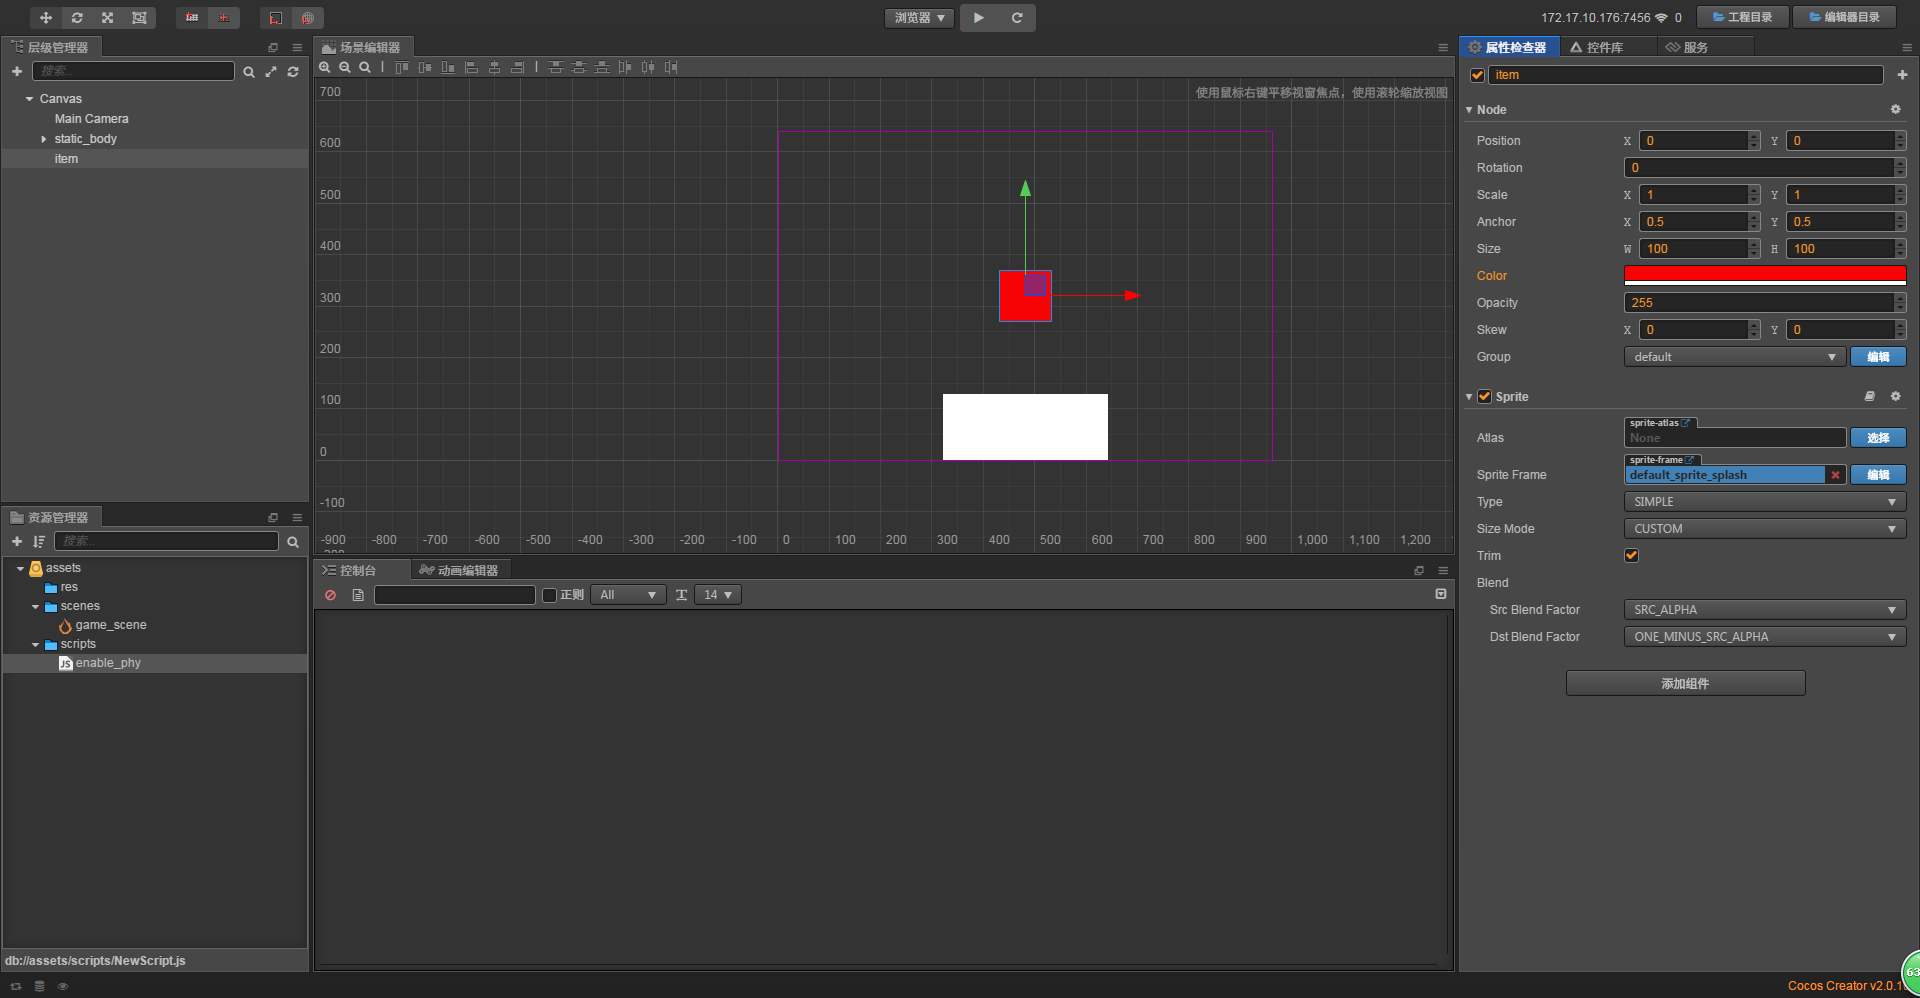 浏览器
172.17.10.176:7456
0
工程目录
编辑器目录
层级管理器
搜索...
Canvas
Main Camera
static_body
item
场景编辑器
使用鼠标右键平移视窗焦点，使用滚轮缩放视图
700
600
500
400
300
200
100
0
-100
-900 -800 -700 -600 -500 -400 -300 -200 -100 0 100 200 300 400 500 600 700 800 900 1,000 1,100 1,200
资源管理器
搜索...
assets
res
scenes
game_scene
scripts
JS enable_phy
db://assets/scripts/NewScript.js
控制台
动画编辑器
正则
All
14
属性检查器
控件库
服务
item
Node
Position X 0 Y 0
Rotation 0
Scale X 1 Y 1
Anchor X 0.5 Y 0.5
Size W 100 H 100
Color
Opacity 255
Skew X 0 Y 0
Group default 编辑
Sprite
sprite-atlas
Atlas None 选择
sprite-frame
Sprite Frame default_sprite_splash 编辑
Type SIMPLE
Size Mode CUSTOM
Trim
Blend
Src Blend Factor SRC_ALPHA
Dst Blend Factor ONE_MINUS_SRC_ALPHA
添加组件
63
Cocos Creator v2.0.1